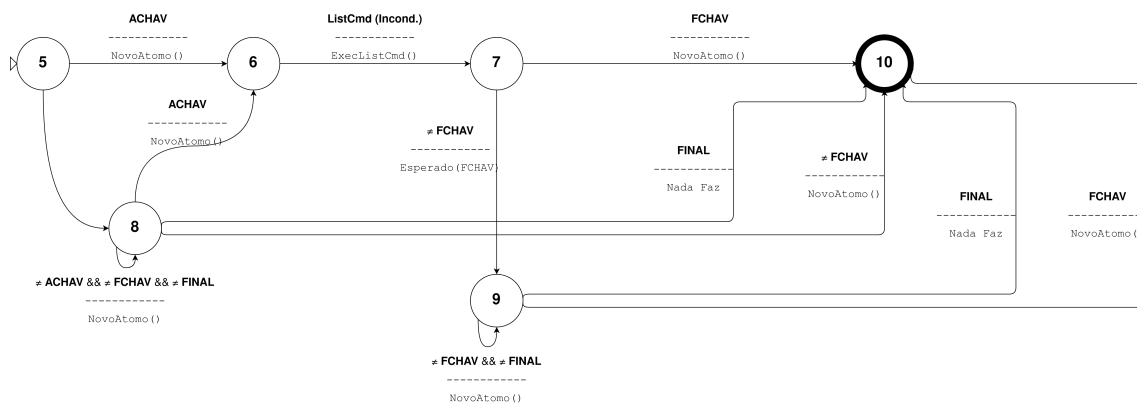 ACHAV
------------
NovoAtomo()
ListCmd (Incond.)
------------
ExecListCmd()
FCHAV
------------
NovoAtomo()
5
6
7
10
ACHAV
------------
NovoAtomo()
≠ FCHAV
------------
Esperado(FCHAV)
FINAL
------------
Nada Faz
≠ FCHAV
------------
NovoAtomo()
FINAL
------------
Nada Faz
FCHAV
------------
NovoAtomo(
8
≠ ACHAV && ≠ FCHAV && ≠ FINAL
------------
NovoAtomo()
9
≠ FCHAV && ≠ FINAL
------------
NovoAtomo()